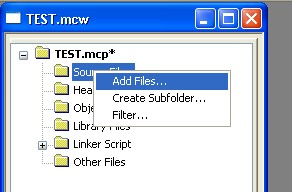 TEST.mcw
TEST.mcp*
Add Files...
Create Subfolder...
Filter...
Library Files
Linker Script
Other Files